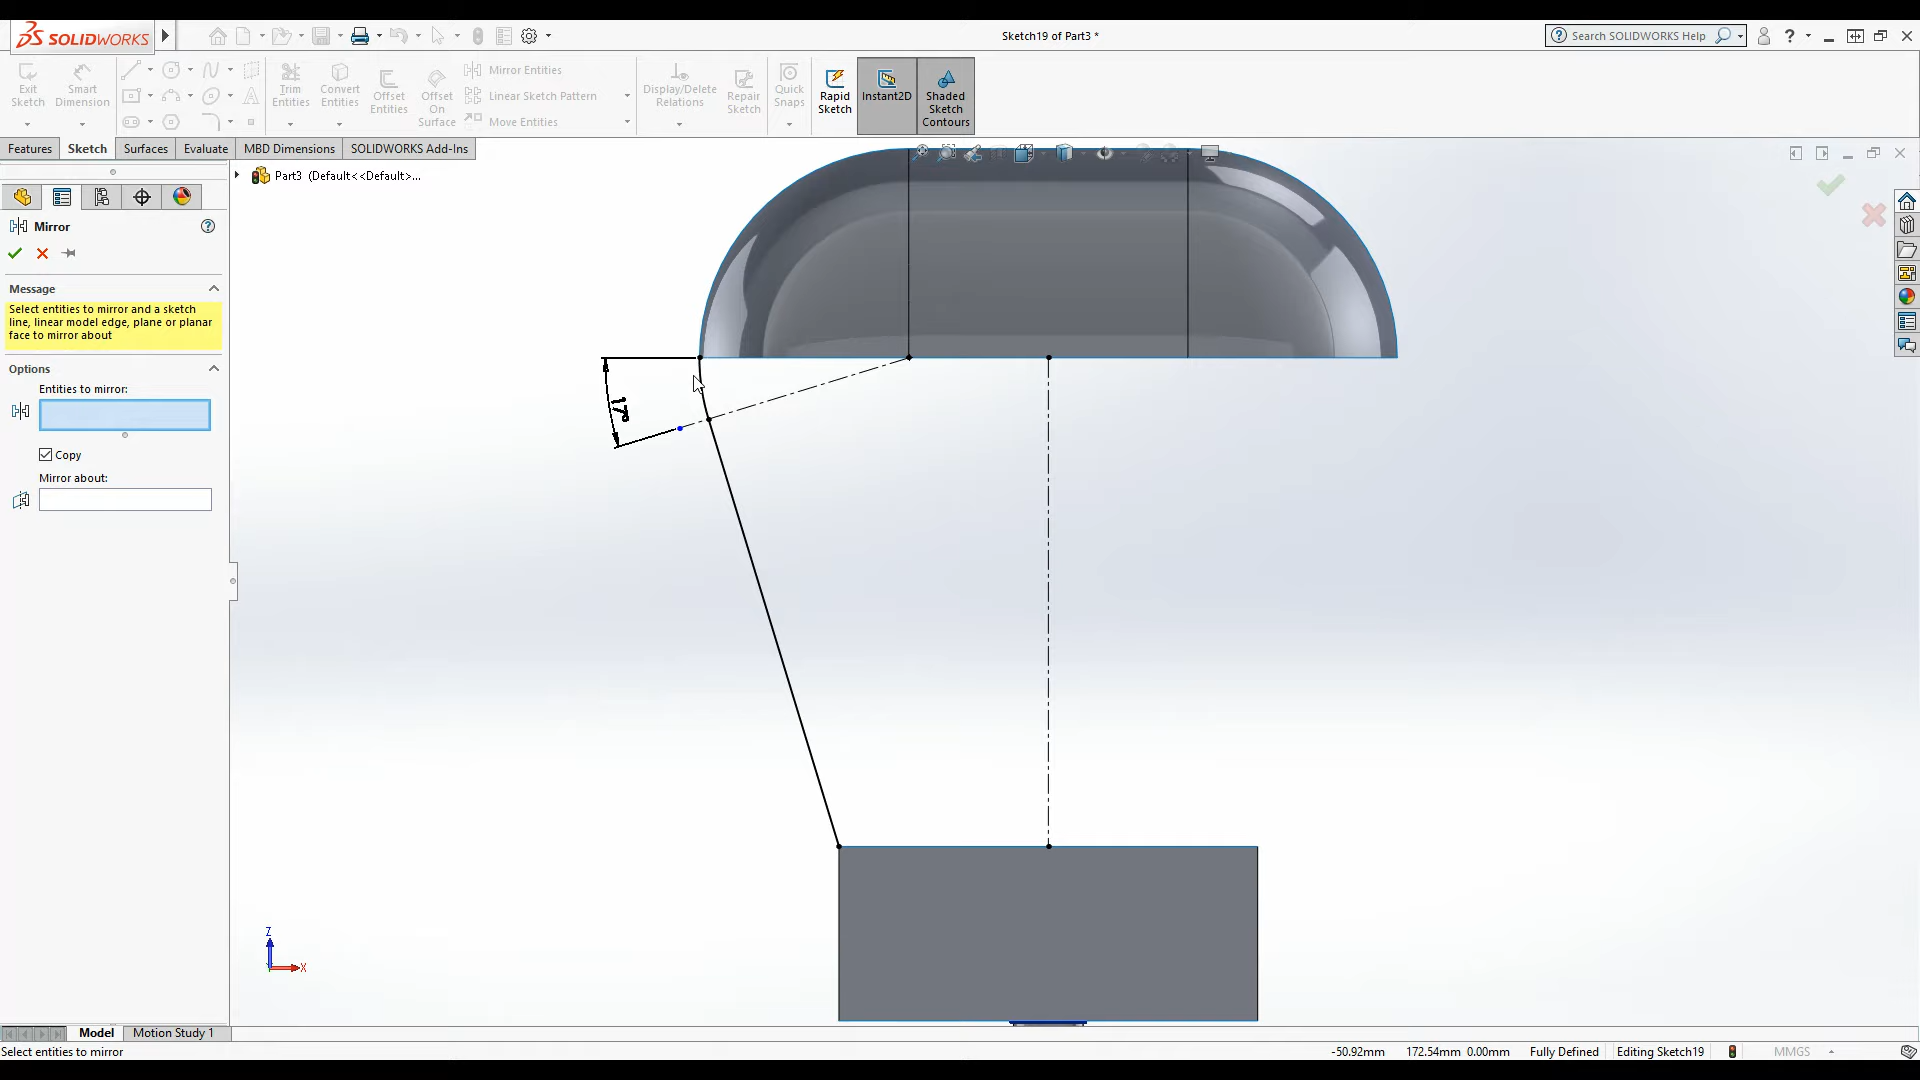 SOLIDWORKS
Sketch19 of Part3 *
Search SOLIDWORKS Help
Exit
Sketch
Smart
Dimension
Trim
Entities
Convert
Entities
Offset
Entities
Offset
On
Surface
Mirror Entities
Linear Sketch Pattern
Move Entities
Display/Delete
Relations
Repair
Sketch
Quick
Snaps
Rapid
Sketch
Instant2D
Shaded
Sketch
Contours
Features
Sketch
Surfaces
Evaluate
MBD Dimensions
SOLIDWORKS Add-Ins
Part3 (Default<<Default>...
Mirror
Message
Select entities to mirror and a sketch
line, linear model edge, plane or planar
face to mirror about
Options
Entities to mirror:
Copy
Mirror about:
17°
Z
X
Model
Motion Study 1
Select entities to mirror
-50.92mm
172.54mm 0.00mm
Fully Defined
Editing Sketch19
MMGS